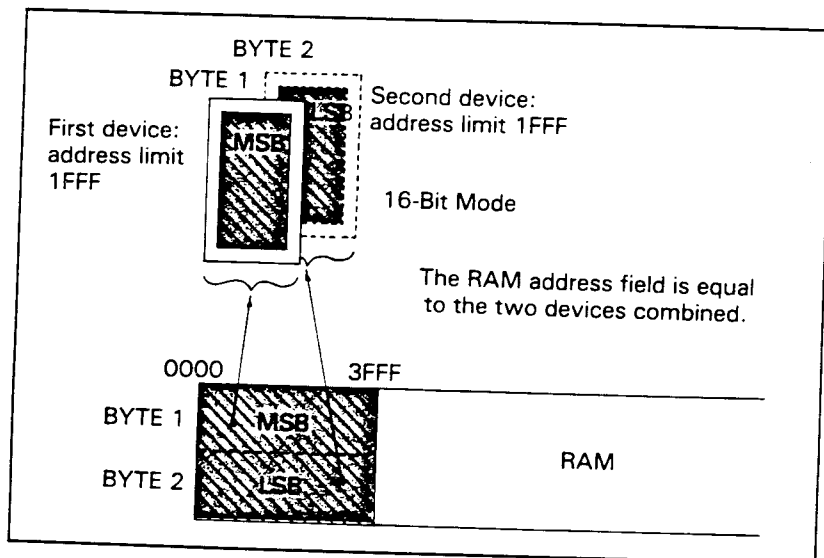 BYTE 2
BYTE 1
First device:
address limit
1FFF
MSB
LSB
Second device:
address limit 1FFF
16-Bit Mode
The RAM address field is equal
to the two devices combined.
0000
3FFF
BYTE 1
MSB
RAM
BYTE 2
LSB